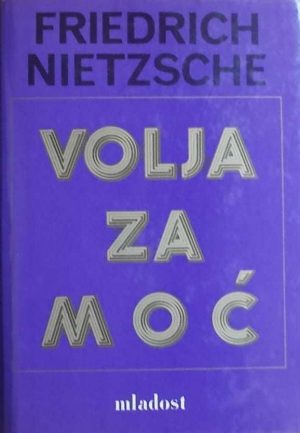 FRIEDRICH
NIETZSCHE
VOLJA
ZA
MOĆ
mladost